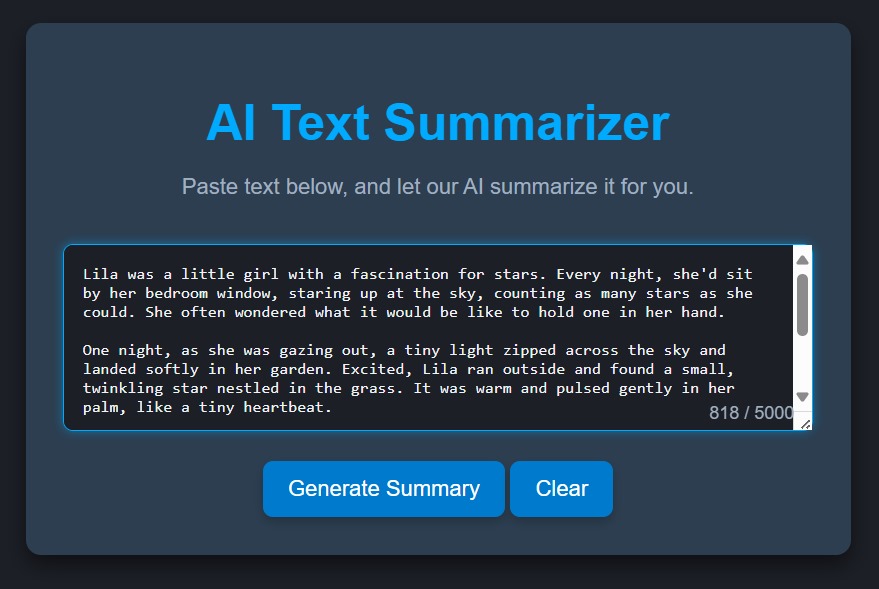 AI Text Summarizer
Paste text below, and let our AI summarize it for you.
Lila was a little girl with a fascination for stars. Every night, she'd sit
by her bedroom window, staring up at the sky, counting as many stars as she
could. She often wondered what it would be like to hold one in her hand.
One night, as she was gazing out, a tiny light zipped across the sky and
landed softly in her garden. Excited, Lila ran outside and found a small,
twinkling star nestled in the grass. It was warm and pulsed gently in her
palm, like a tiny heartbeat.
818 / 5000
Generate Summary
Clear